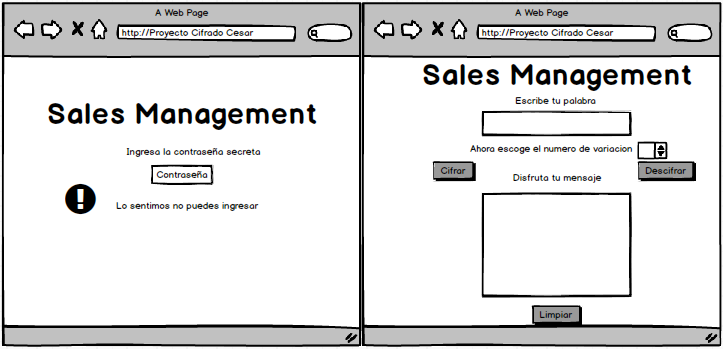 A Web Page
http://Proyecto Cifrado Cesar
Sales Management
Ingresa la contraseña secreta
Contraseña
!
Lo sentimos no puedes ingresar
A Web Page
http://Proyecto Cifrado Cesar
Sales Management
Escribe tu palabra
Ahora escoge el numero de variacion
Cifrar
Descifrar
Disfruta tu mensaje
Limpiar